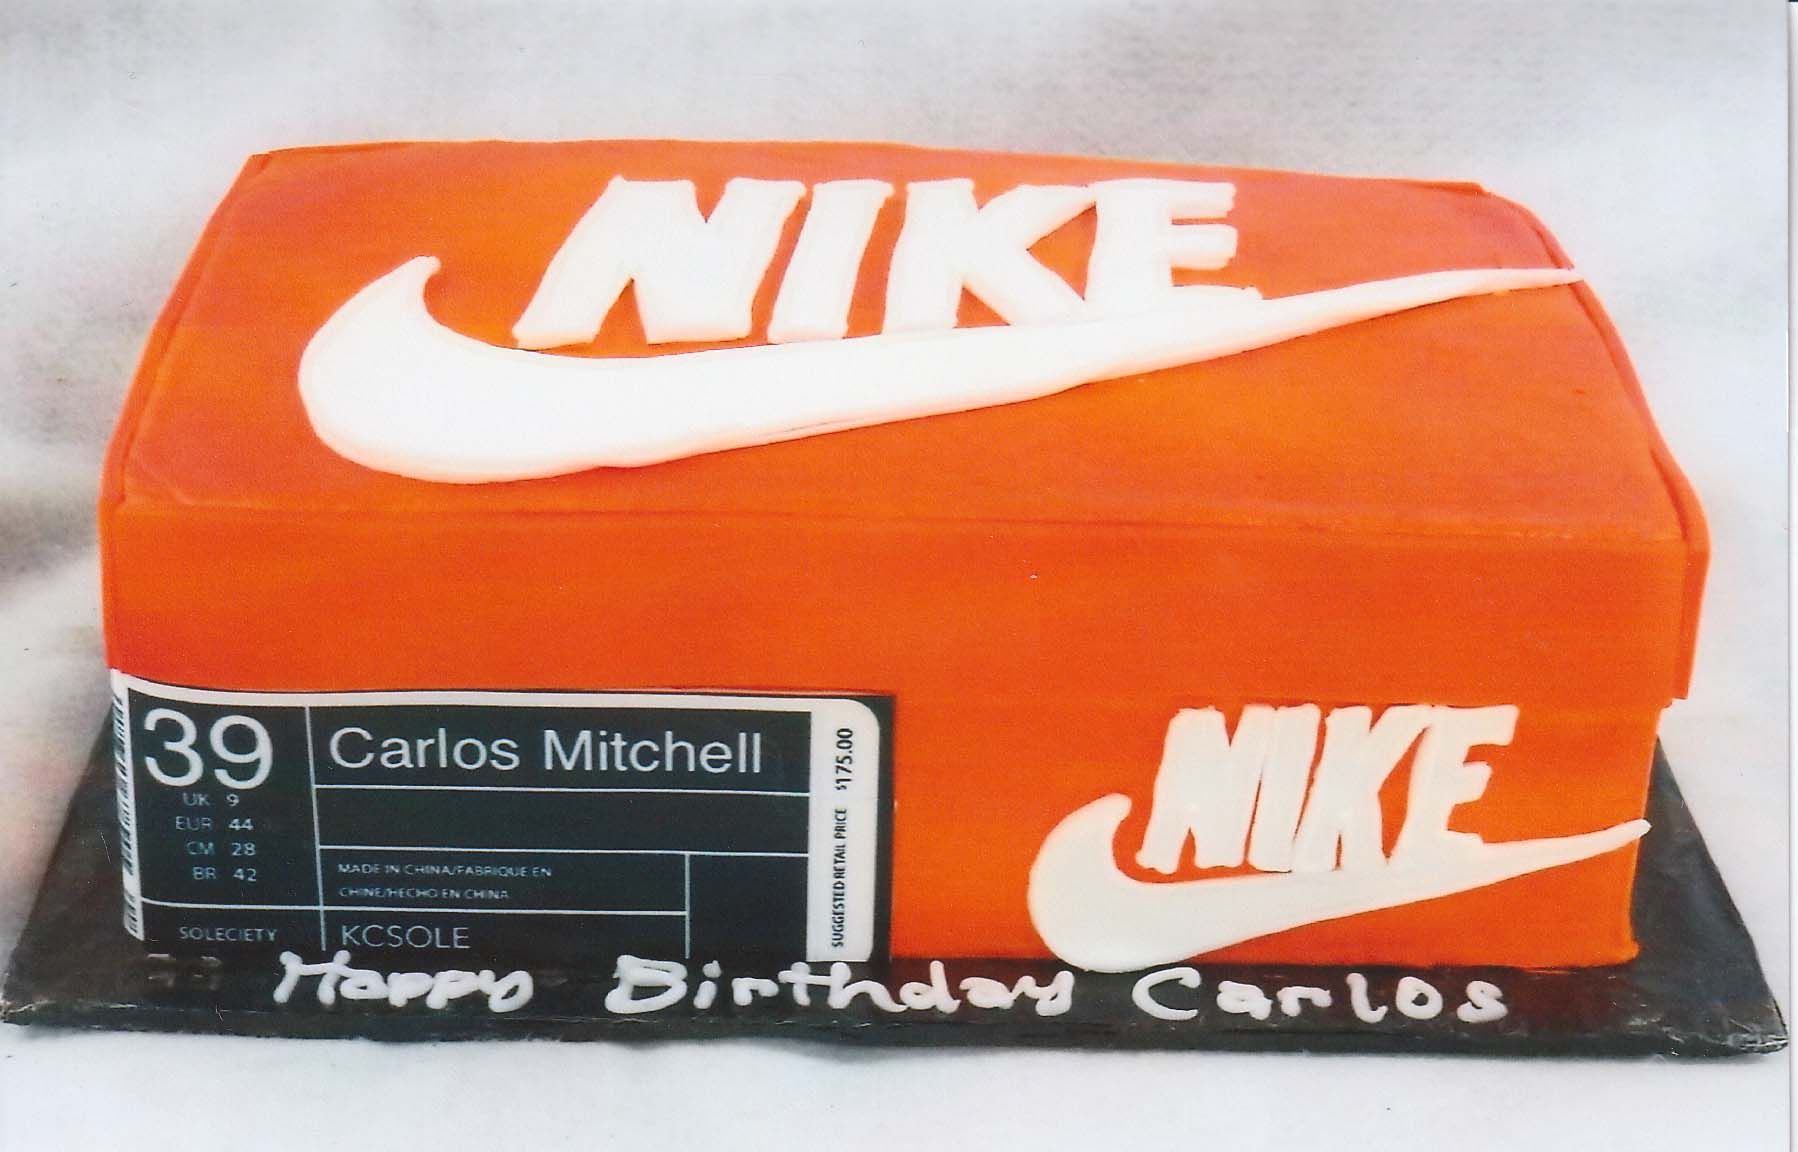 NIKE
39
UK 9
EUR 44
CM 28
BR 42
SOLECIETY
Carlos Mitchell
MADE IN CHINA/FABRIQUE EN
CHINE/HECHO EN CHINA
KCSOLE
SUGGESTED RETAIL PRICE $175.00
NIKE
Happy Birthday Carlos